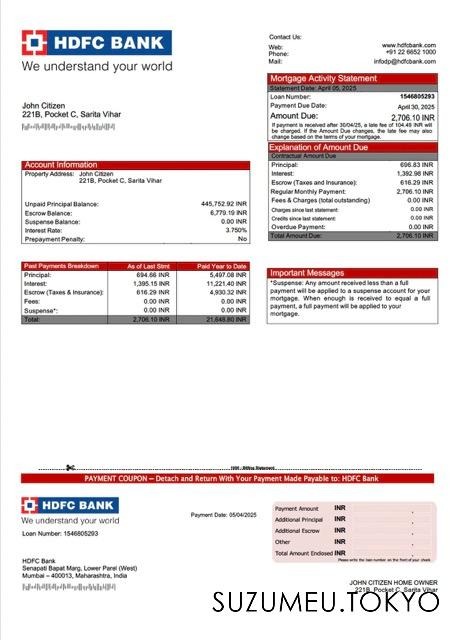 HDFC BANK
We understand your world
Contact Us:
Web: www.hdfcbank.com
Phone: +91 22 6652 1000
Mail: infodp@hdfcbank.com
John Citizen
221B, Pocket C, Sarita Vihar
Mortgage Activity Statement
Statement Date: April 05, 2025
Loan Number: 1546805293
Payment Due Date: April 30, 2025
Amount Due: 2,706.10 INR
If payment is received after 30/04/25, a late fee of 104.48 INR will
be charged. If the Amount Due changes, the late fee may also
change based on the terms of your mortgage.
Explanation of Amount Due
Contractual Amount Due
Principal: 696.83 INR
Interest: 1,392.98 INR
Escrow (Taxes and Insurance): 616.29 INR
Regular Monthly Payment: 2,706.10 INR
Fees & Charges (total outstanding) 0.00 INR
Charges since last statement: 0.00 INR
Credits since last statement: 0.00 INR
Overdue Payment: 0.00 INR
Total Amount Due: 2,706.10 INR
Account Information
Property Address: John Citizen
221B, Pocket C, Sarita Vihar
Unpaid Principal Balance: 445,752.92 INR
Escrow Balance: 6,779.19 INR
Suspense Balance: 0.00 INR
Interest Rate: 3.750%
Prepayment Penalty: No
Past Payments Breakdown As of Last Stmt Paid Year to Date
Principal: 694.66 INR 5,497.08 INR
Interest: 1,395.15 INR 11,221.40 INR
Escrow (Taxes & Insurance): 616.29 INR 4,930.32 INR
Fees: 0.00 INR 0.00 INR
Suspense*: 0.00 INR 0.00 INR
Total: 2,706.10 INR 21,648.80 INR
Important Messages
*Suspense: Any amount received less than a full
payment will be applied to a suspense account for your
mortgage. When enough is received to equal a full
payment, a full payment will be applied to your
mortgage.
PAYMENT COUPON – Detach and Return With Your Payment Made Payable to: HDFC Bank
HDFC BANK
We understand your world
Loan Number: 1546805293
Payment Date: 05/04/2025
Payment Amount INR
Additional Principal INR
Additional Escrow INR
Other INR
Total Amount Enclosed INR
Please write the loan number on the front of your check
HDFC Bank
Senapati Bapat Marg, Lower Parel (West)
Mumbai – 400013, Maharashtra, India
JOHN CITIZEN HOME OWNER
221B, Pocket C, Sarita Vihar
SUZUMEU.TOKYO